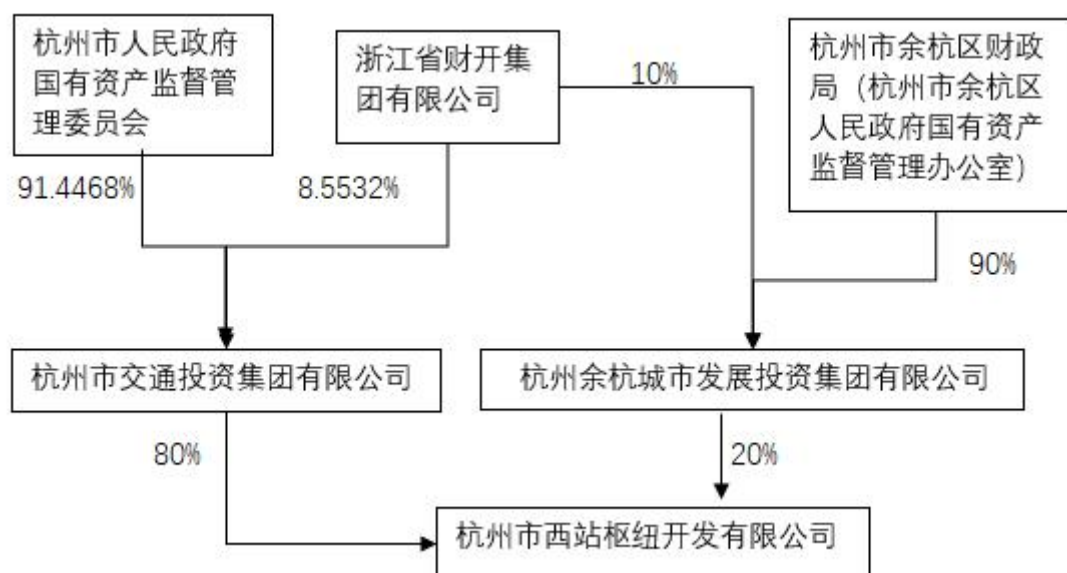 杭州市人民政府
国有资产监督管
理委员会
浙江省财开集
团有限公司
10%
杭州市余杭区财政
局（杭州市余杭区
人民政府国有资产
监督管理办公室）
91.4468%
8.5532%
90%
杭州市交通投资集团有限公司
杭州余杭城市发展投资集团有限公司
80%
20%
杭州市西站枢纽开发有限公司